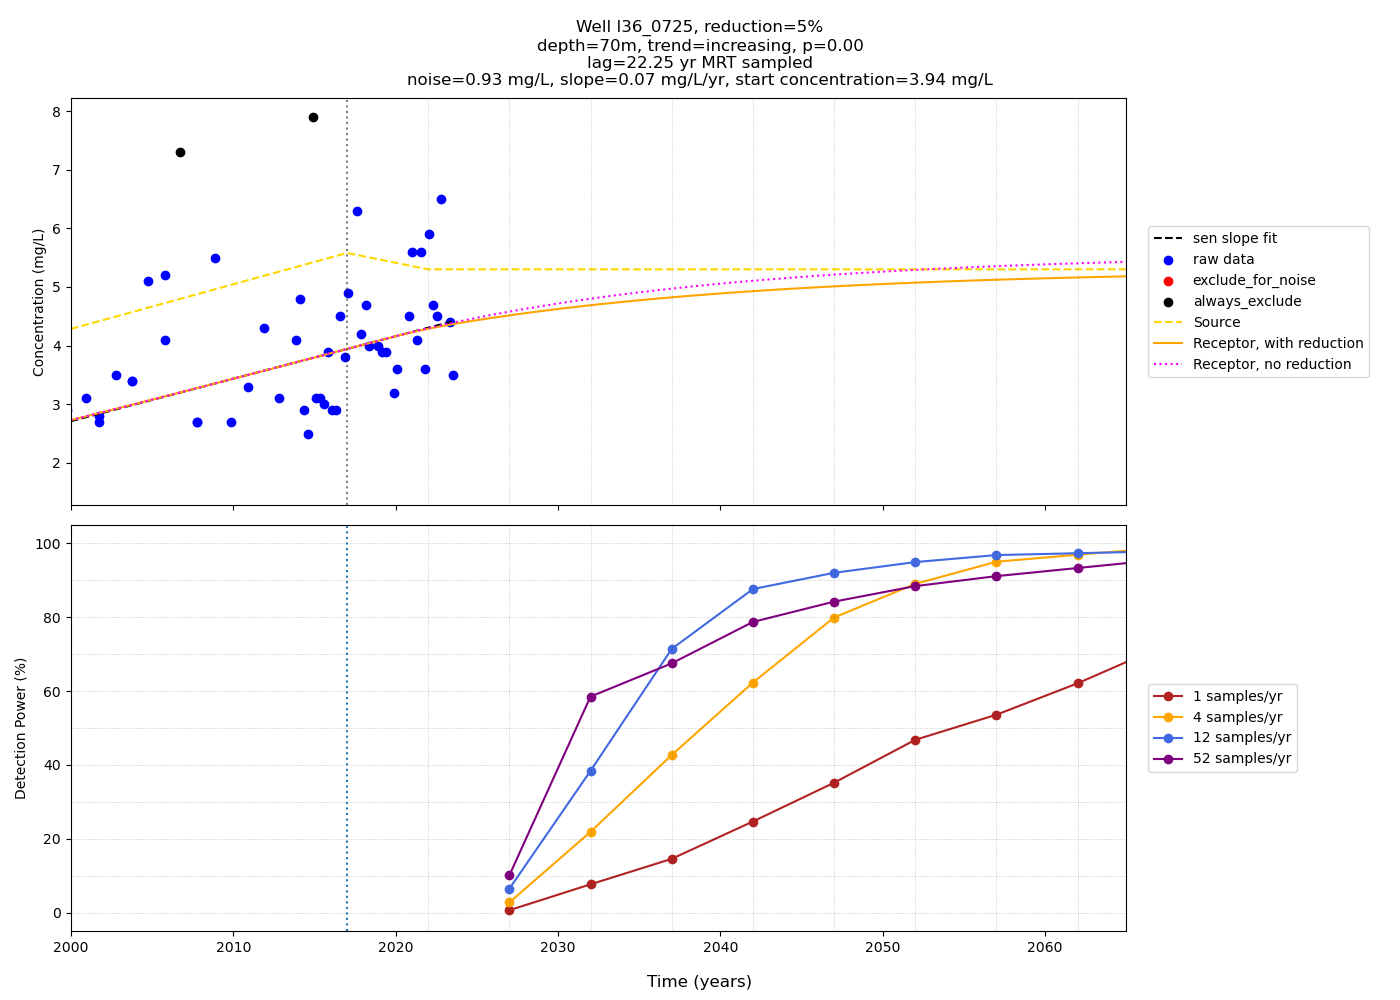 Well l36_0725, reduction=5%
depth=70m, trend=increasing, p=0.00
lag=22.25 yr MRT sampled
noise=0.93 mg/L, slope=0.07 mg/L/yr, start concentration=3.94 mg/L
8
7
6
5
4
3
2
Concentration (mg/L)
sen slope fit
raw data
exclude_for_noise
always_exclude
Source
Receptor, with reduction
Receptor, no reduction
100
80
60
40
20
0
Detection Power (%)
1 samples/yr
4 samples/yr
12 samples/yr
52 samples/yr
2000 2010 2020 2030 2040 2050 2060
Time (years)